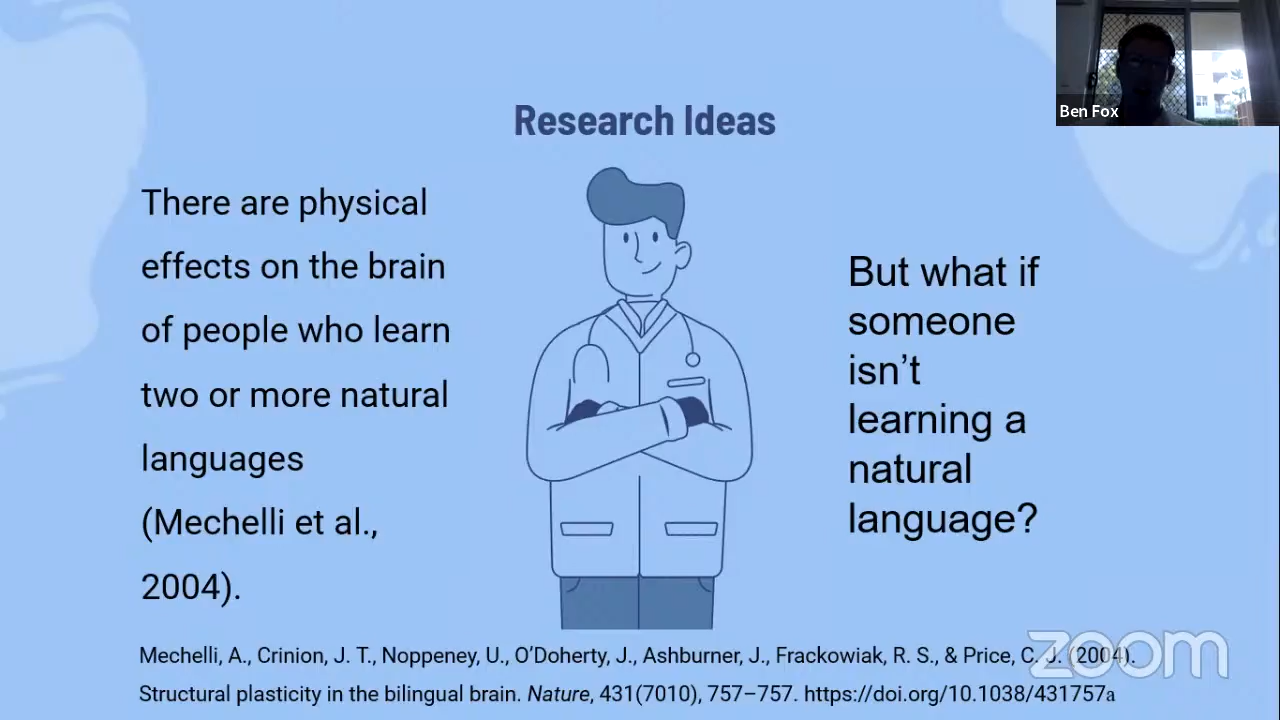 Ben Fox
Research Ideas
There are physical
effects on the brain
of people who learn
two or more natural
languages
(Mechelli et al.,
2004).
But what if
someone
isn’t
learning a
natural
language?
Mechelli, A., Crinion, J. T., Noppeney, U., O’Doherty, J., Ashburner, J., Frackowiak, R. S., & Price, C. J. (2004).
Structural plasticity in the bilingual brain. Nature, 431(7010), 757–757. https://doi.org/10.1038/431757a
zoom